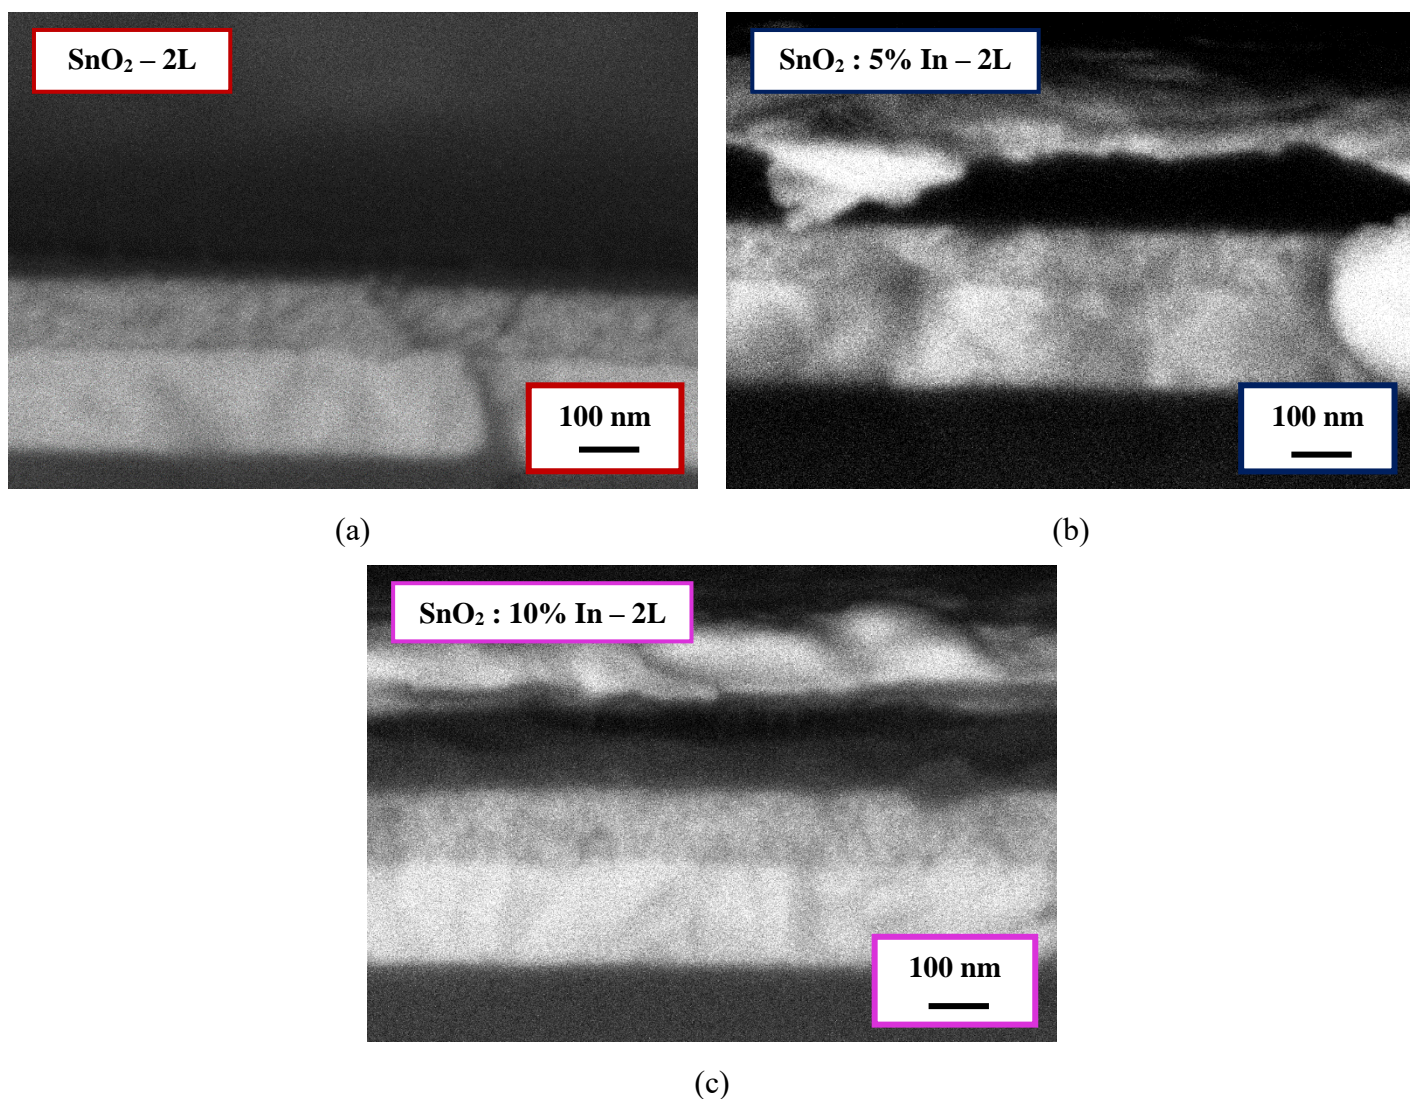 SnO₂ – 2L
SnO₂ : 5% In – 2L
100 nm
100 nm
(a)
(b)
SnO₂ : 10% In – 2L
100 nm
(c)